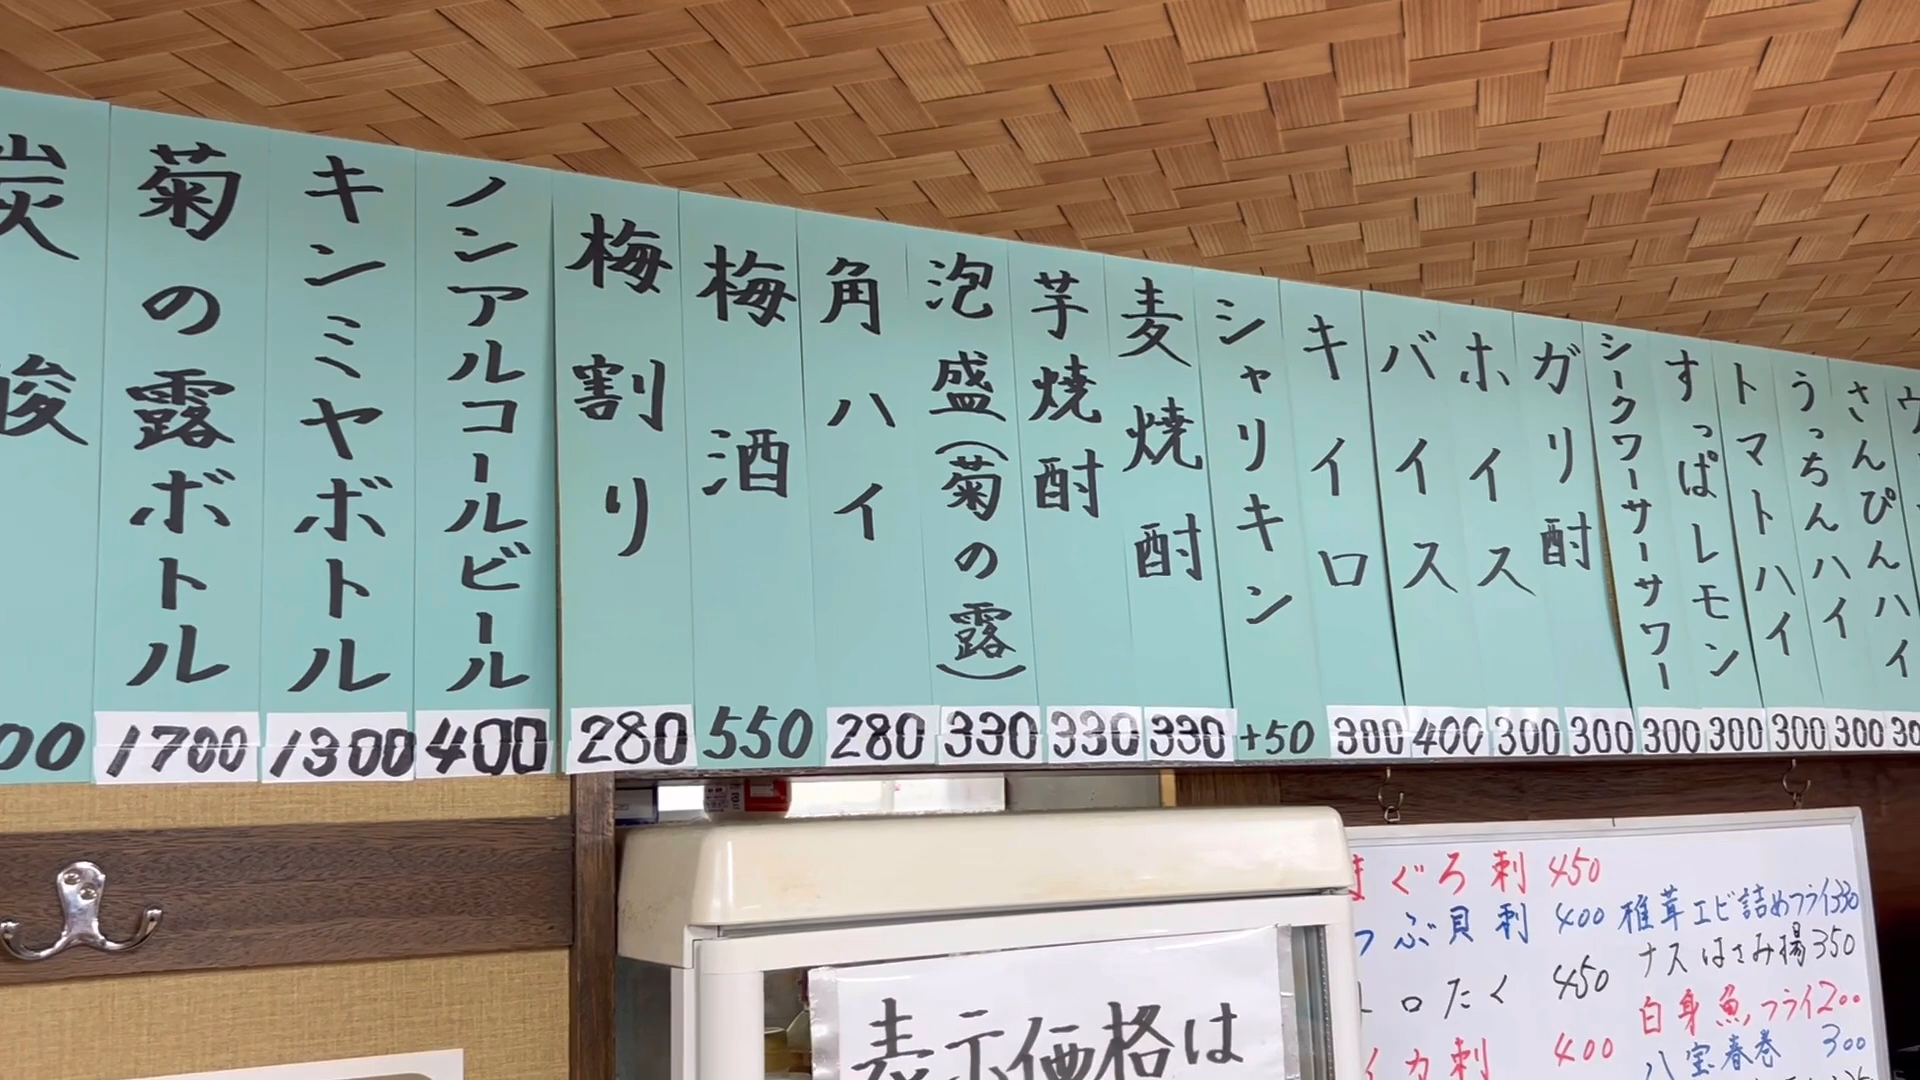 菊の露ボトル 1700
キンミヤボトル 1300
ノンアルコールビール 400
梅割り 280
梅酒 550
角ハイ 280
泡盛(菊の露) 330
芋焼酎 330
麦焼酎 330
シャリキン +50
キイロ 300
バイス 400
ホイス 300
ガリ酎 300
シークワーサーサワー 300
すっぱレモン 300
トマトハイ 300
うっちんハイ 300
さんぴんハイ 300
まぐろ刺 450
つぶ貝刺 400
トロたく 450
イカ刺 400
椎茸エビ詰めフライ 330
ナスはさみ揚 350
白身魚フライ 200
八宝春巻 300
表示価格は